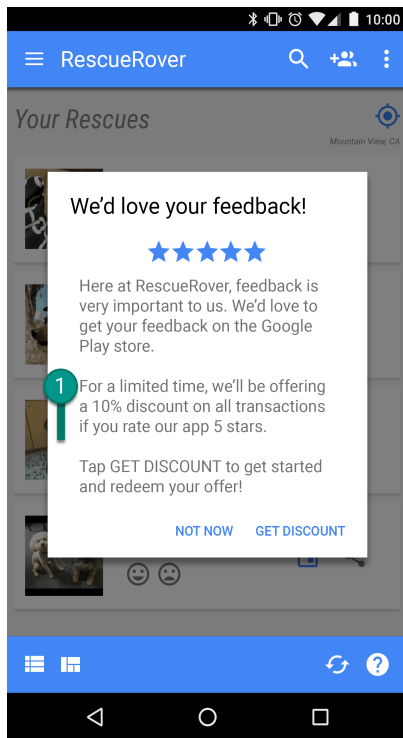 10:00
RescueRover
Your Rescues
Mountain View, CA
We'd love your feedback!
Here at RescueRover, feedback is
very important to us. We'd love to
get your feedback on the Google
Play store.
1
For a limited time, we'll be offering
a 10% discount on all transactions
if you rate our app 5 stars.
Tap GET DISCOUNT to get started
and redeem your offer!
NOT NOW GET DISCOUNT